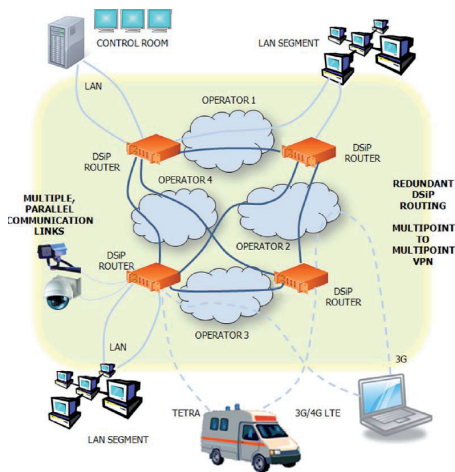 CONTROL ROOM
LAN SEGMENT
LAN
OPERATOR 1
DSiP
ROUTER
DSiP
ROUTER
OPERATOR 4
REDUNDANT
DSiP
ROUTING
MULTIPOINT
TO
MULTIPOINT
VPN
MULTIPLE,
PARALLEL
COMMUNICATION
LINKS
OPERATOR 2
DSiP
ROUTER
DSiP
ROUTER
OPERATOR 3
LAN
3G
TETRA
3G/4G LTE
LAN SEGMENT